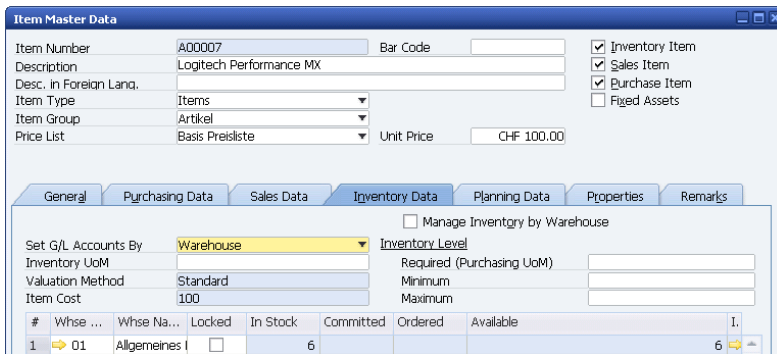 Item Master Data
Item Number A00007 Bar Code Inventory Item
Description Logitech Performance MX Sales Item
Desc. in Foreign Lang. Purchase Item
Item Type Items Fixed Assets
Item Group Artikel
Price List Basis Preisliste Unit Price CHF 100.00
General Purchasing Data Sales Data Inventory Data Planning Data Properties Remarks
Manage Inventory by Warehouse
Set G/L Accounts By Warehouse Inventory Level
Inventory UoM Required (Purchasing UoM)
Valuation Method Standard Minimum
Item Cost 100 Maximum
# Whse ... Whse Na... Locked In Stock Committed Ordered Available I.
1 01 Allgemeines 6 6